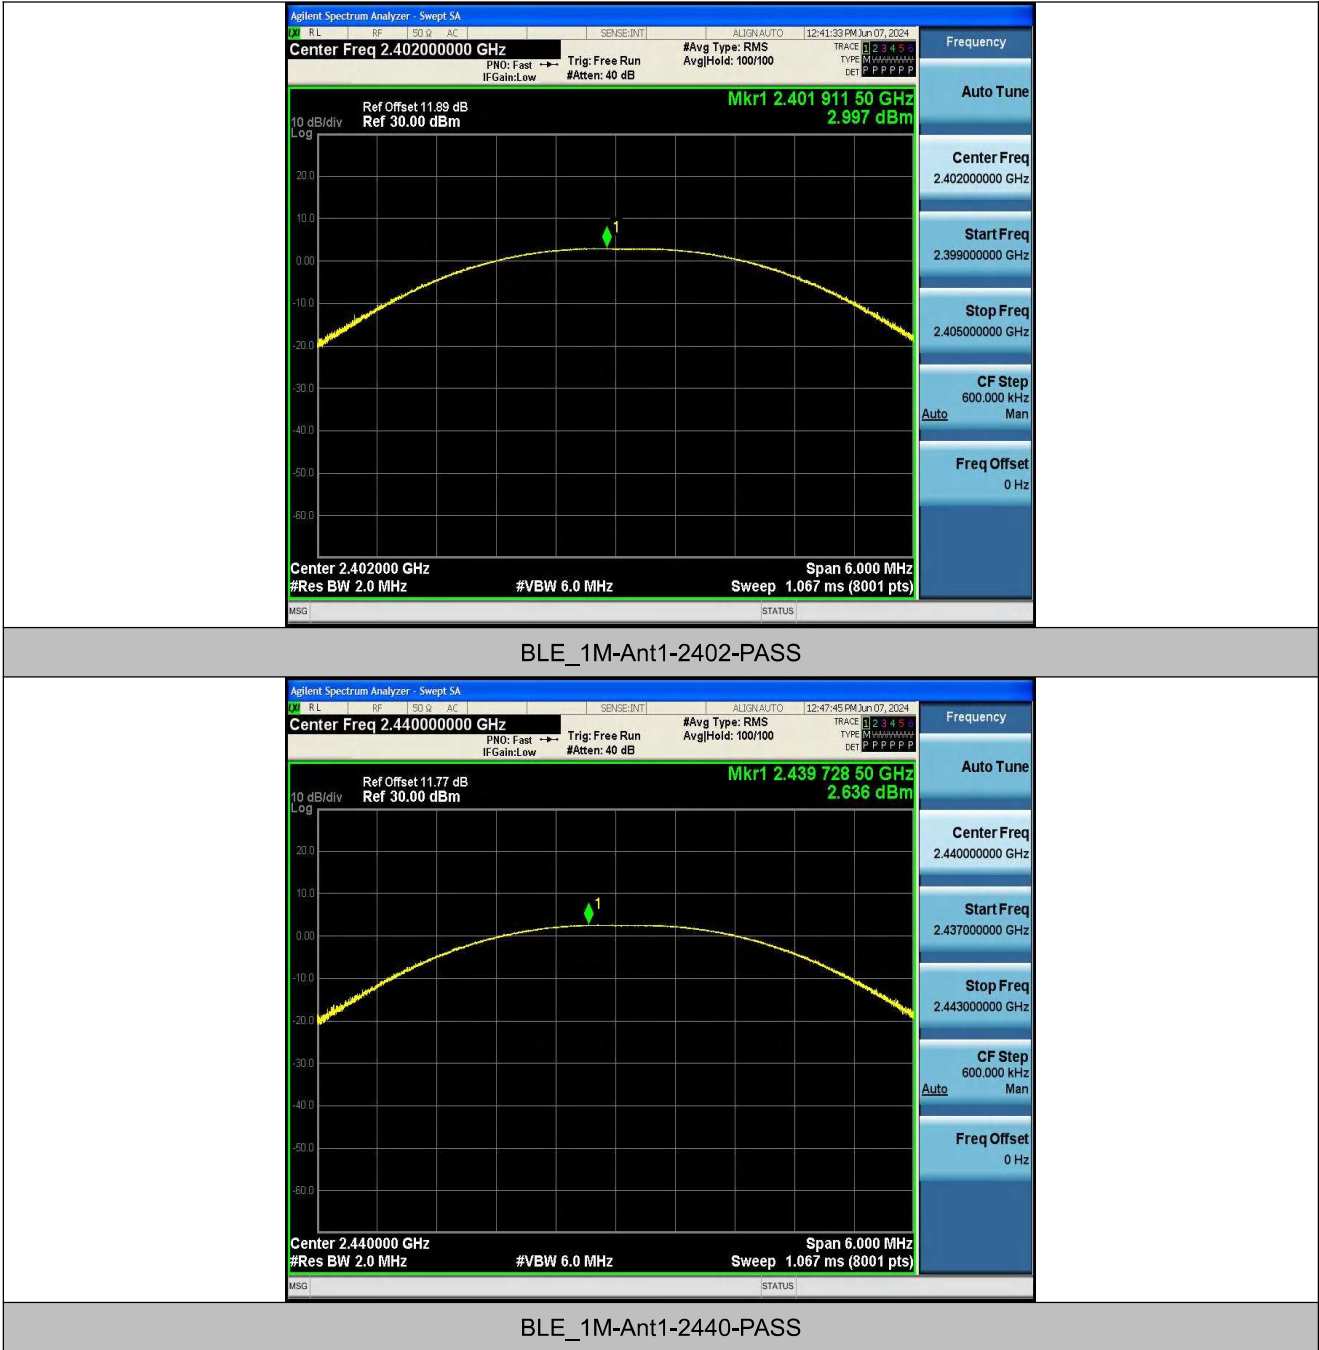 Agilent Spectrum Analyzer - Swept SA
LXI RL RF 50 Ω AC SENSE:INT ALIGNAUTO 12:41:33 PM Jun 07, 2024
Center Freq 2.402000000 GHz
PNO: Fast
IFGain:Low
Trig: Free Run
#Atten: 40 dB
#Avg Type: RMS
Avg|Hold: 100/100
TRACE 1 2 3 4 5 6
TYPE M W W W W W
DET P P P P P P
Ref Offset 11.89 dB
10 dB/div Ref 30.00 dBm
Log
Mkr1 2.401 911 50 GHz
2.997 dBm
20.0
10.0
1
0.00
-10.0
-20.0
-30.0
-40.0
-50.0
-60.0
Center 2.402000 GHz Span 6.000 MHz
#Res BW 2.0 MHz #VBW 6.0 MHz Sweep 1.067 ms (8001 pts)
MSG STATUS
Frequency
Auto Tune
Center Freq
2.402000000 GHz
Start Freq
2.399000000 GHz
Stop Freq
2.405000000 GHz
CF Step
600.000 kHz
Auto Man
Freq Offset
0 Hz
BLE_1M-Ant1-2402-PASS
Agilent Spectrum Analyzer - Swept SA
LXI RL RF 50 Ω AC SENSE:INT ALIGNAUTO 12:47:45 PM Jun 07, 2024
Center Freq 2.440000000 GHz
PNO: Fast
IFGain:Low
Trig: Free Run
#Atten: 40 dB
#Avg Type: RMS
Avg|Hold: 100/100
TRACE 1 2 3 4 5 6
TYPE M W W W W W
DET P P P P P P
Ref Offset 11.77 dB
10 dB/div Ref 30.00 dBm
Log
Mkr1 2.439 728 50 GHz
2.636 dBm
20.0
10.0
1
0.00
-10.0
-20.0
-30.0
-40.0
-50.0
-60.0
Center 2.440000 GHz Span 6.000 MHz
#Res BW 2.0 MHz #VBW 6.0 MHz Sweep 1.067 ms (8001 pts)
MSG STATUS
Frequency
Auto Tune
Center Freq
2.440000000 GHz
Start Freq
2.437000000 GHz
Stop Freq
2.443000000 GHz
CF Step
600.000 kHz
Auto Man
Freq Offset
0 Hz
BLE_1M-Ant1-2440-PASS